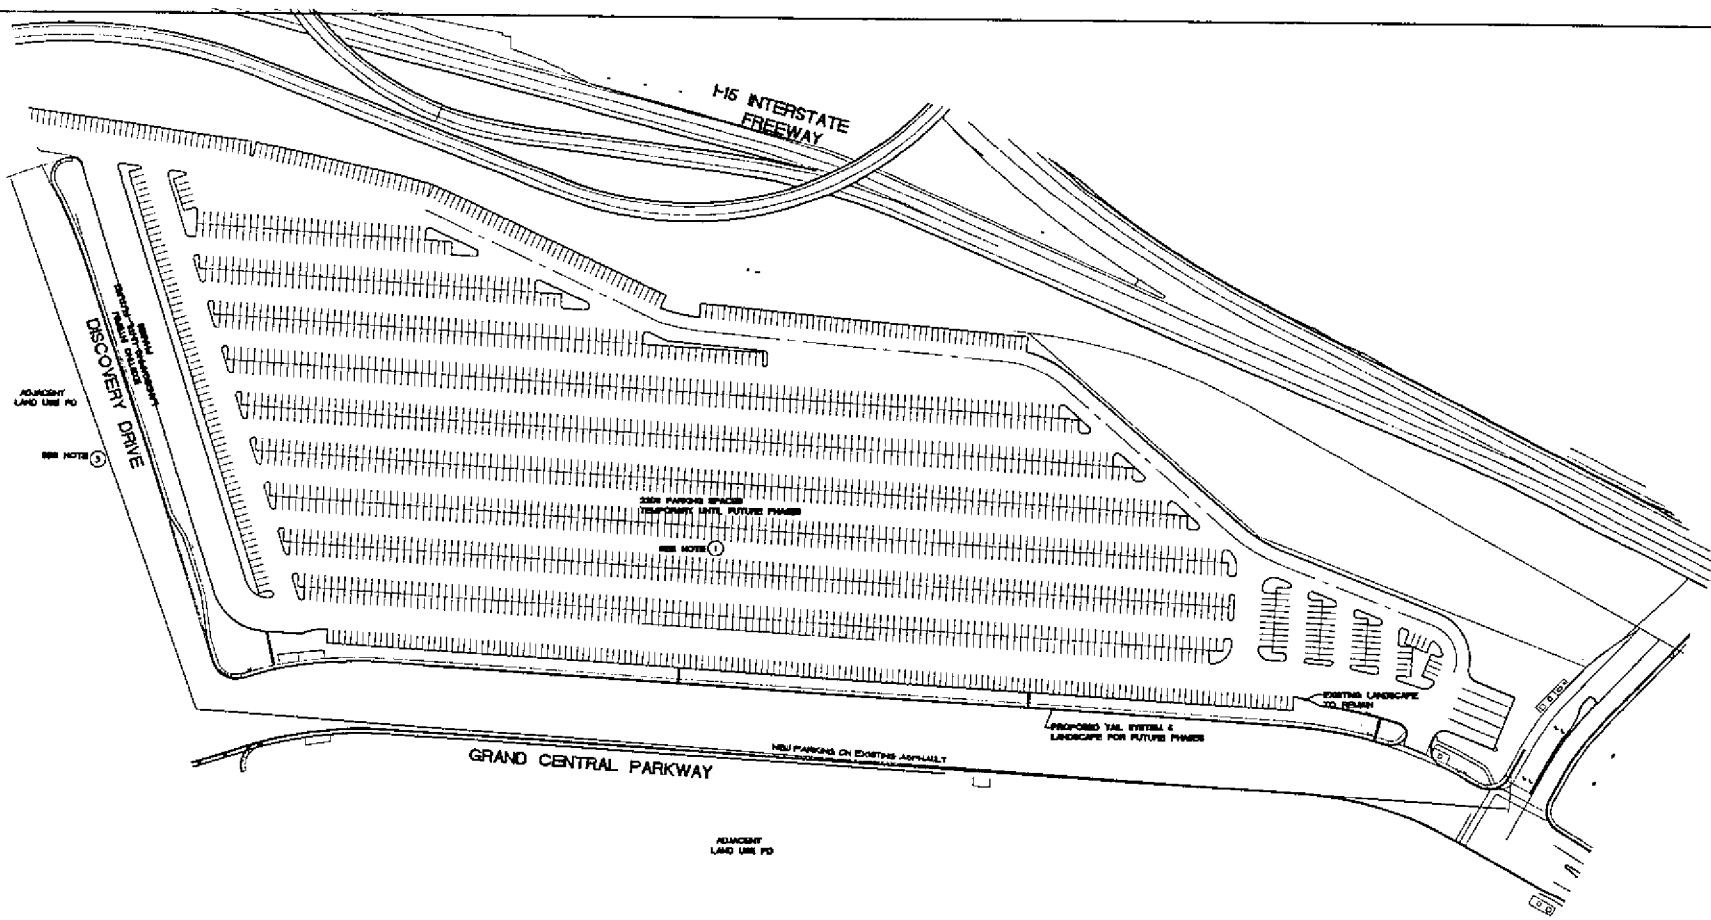 I-15 INTERSTATE
FREEWAY
DISCOVERY DRIVE
ADJACENT
LAND USE PD
SEE NOTE 3
PARKING SPACES
TEMPORARY UNTIL FUTURE PHASES
SEE NOTE 1
EXISTING LANDSCAPE
TO REMAIN
PROPOSED SYSTEM &
LANDSCAPE FOR FUTURE PHASES
NEW PARKING ON EXISTING ASPHALT
GRAND CENTRAL PARKWAY
ADJACENT
LAND USE PD